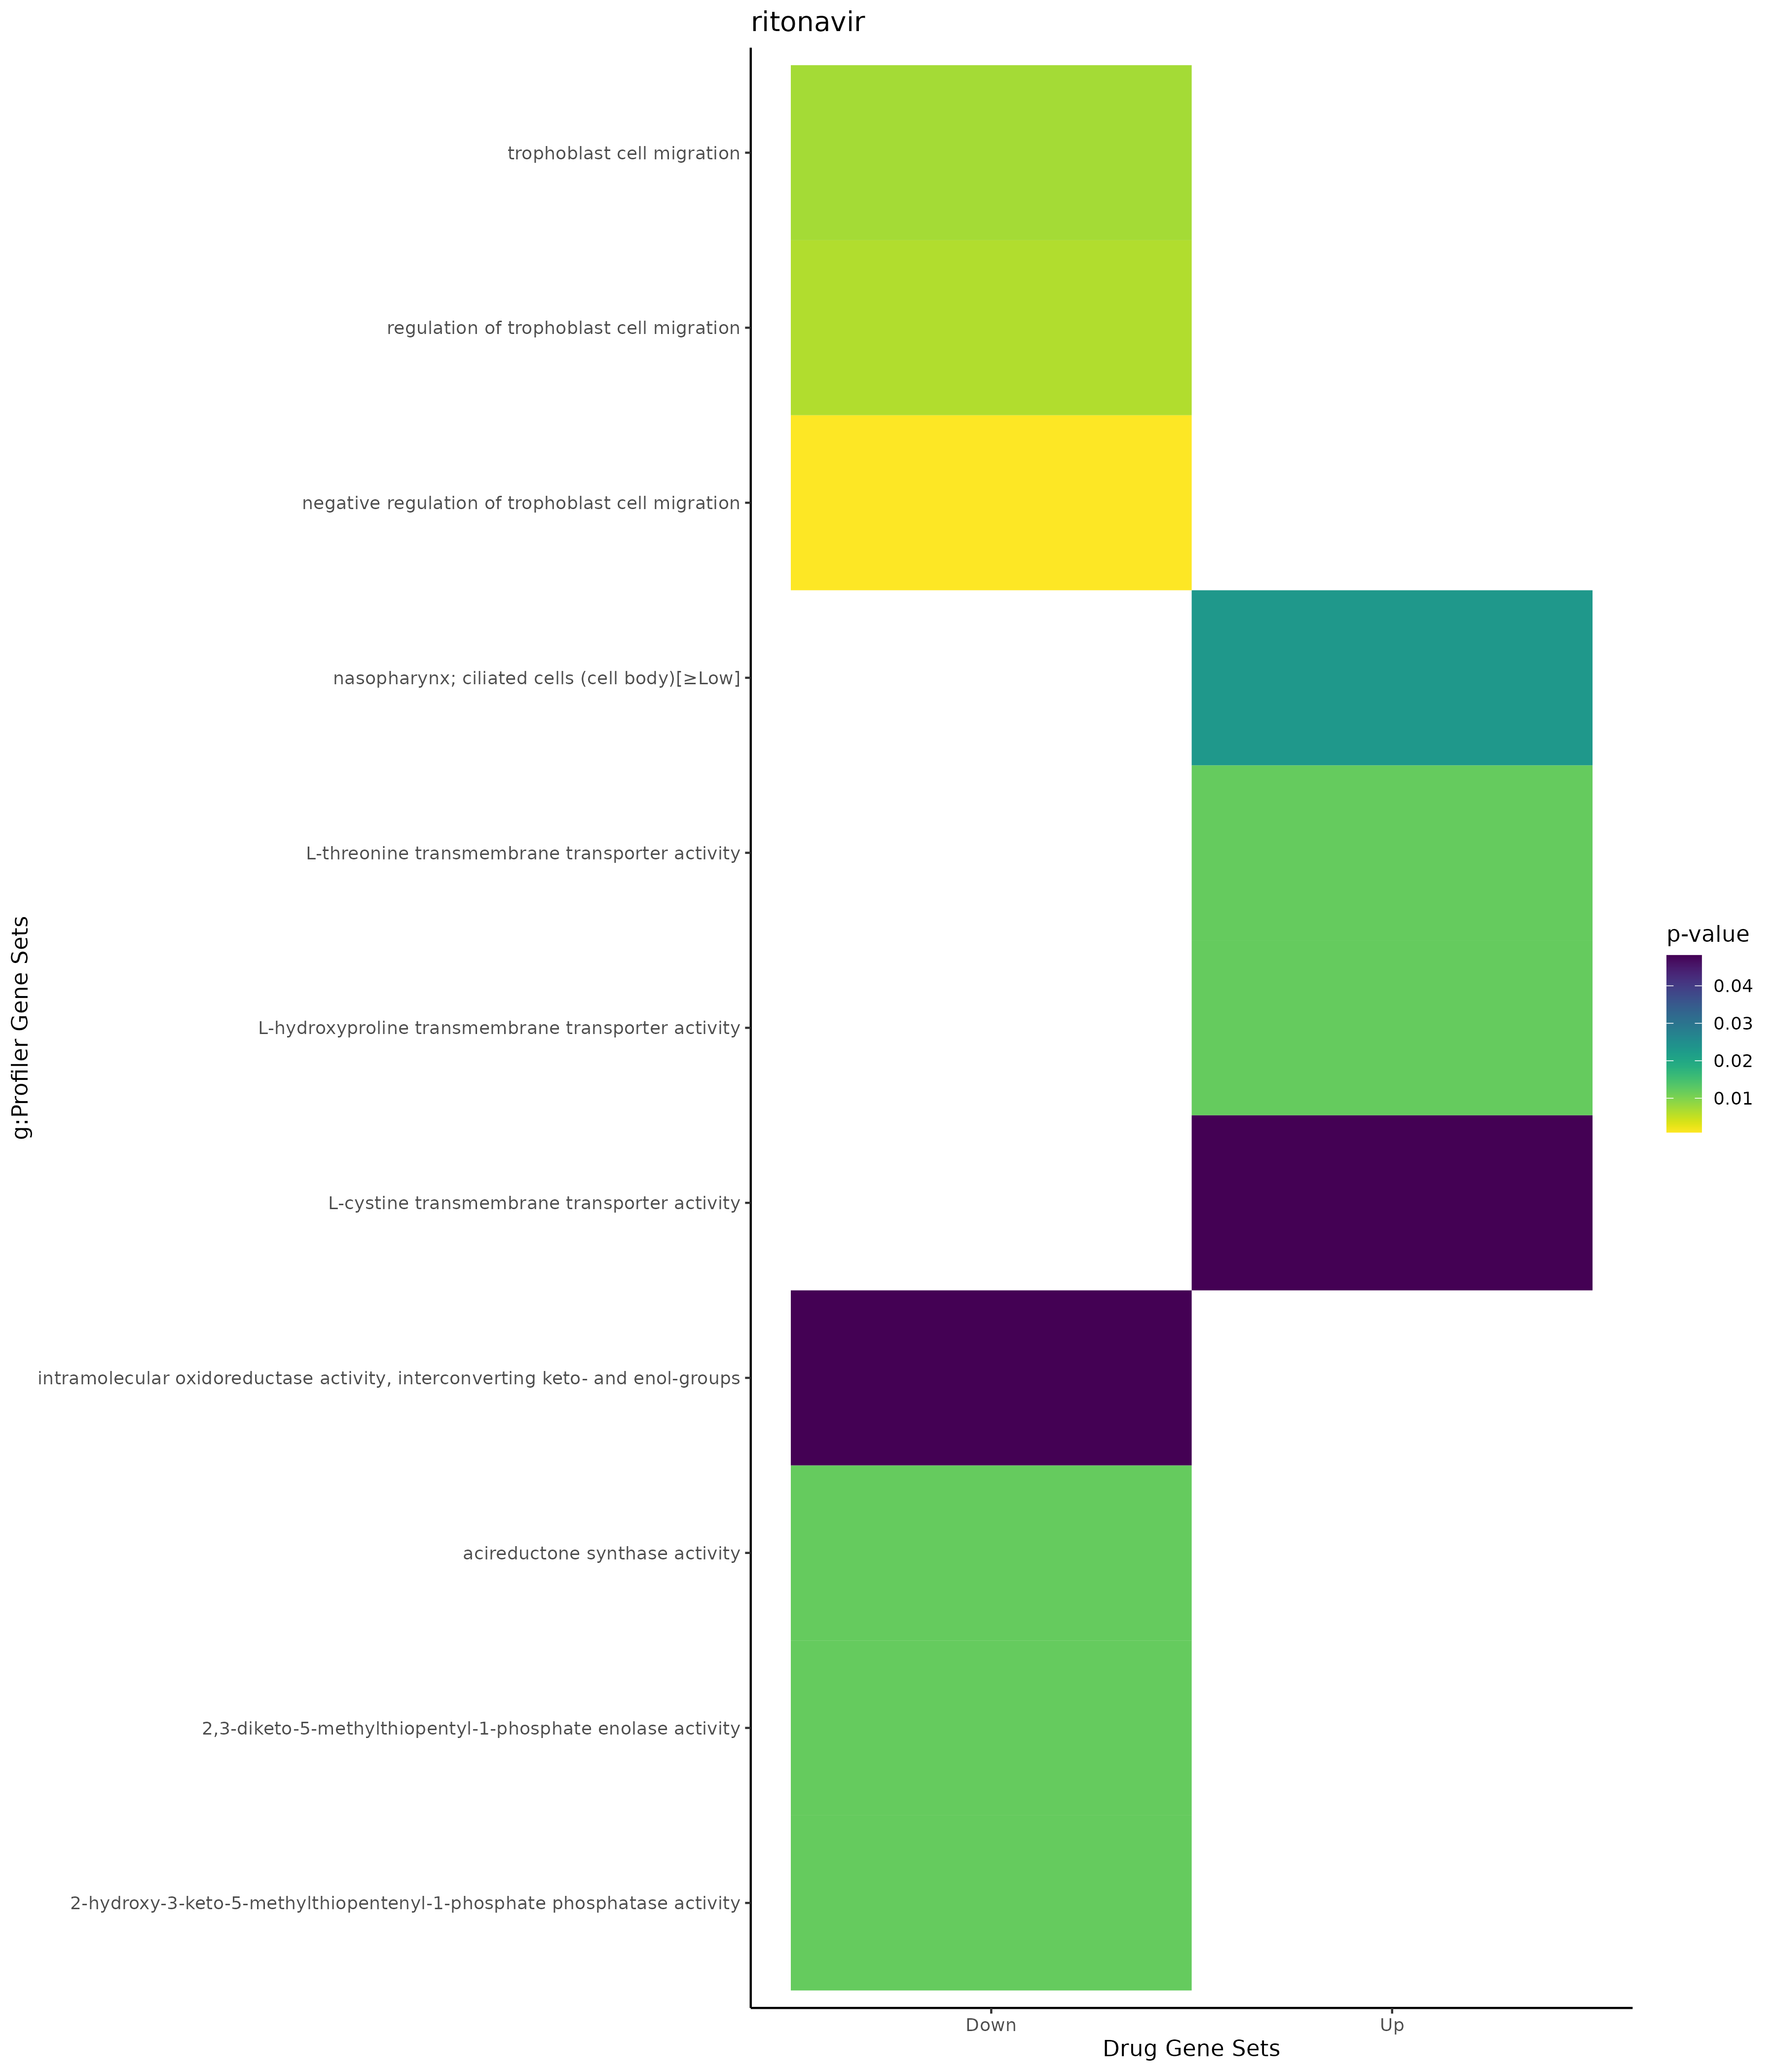 ritonavir
trophoblast cell migration
regulation of trophoblast cell migration
negative regulation of trophoblast cell migration
nasopharynx; ciliated cells (cell body)[≥Low]
L-threonine transmembrane transporter activity
L-hydroxyproline transmembrane transporter activity
L-cystine transmembrane transporter activity
intramolecular oxidoreductase activity, interconverting keto- and enol-groups
acireductone synthase activity
2,3-diketo-5-methylthiopentyl-1-phosphate enolase activity
2-hydroxy-3-keto-5-methylthiopentenyl-1-phosphate phosphatase activity
g:Profiler Gene Sets
Down
Up
Drug Gene Sets
p-value
0.04
0.03
0.02
0.01